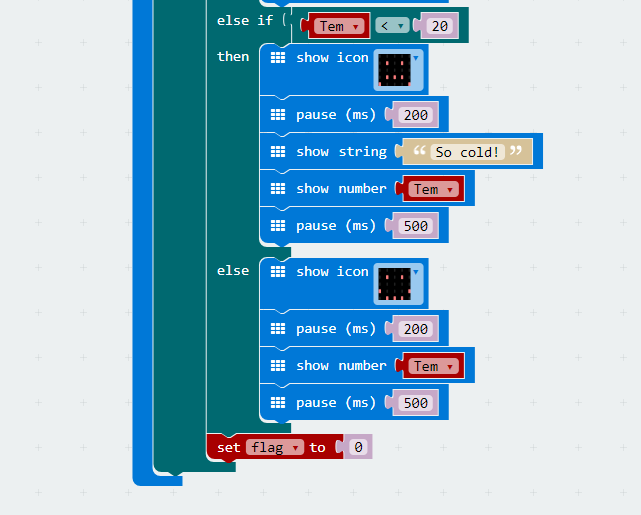 else if Tem < 20
then show icon
pause (ms) 200
show string “ So cold! ”
show number Tem
pause (ms) 500
else show icon
pause (ms) 200
show number Tem
pause (ms) 500
set flag to 0